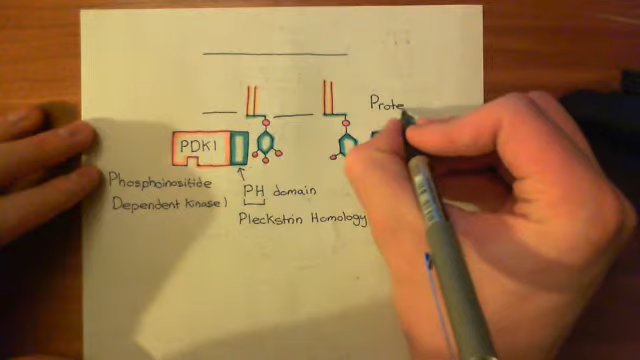 Prote
PDK1
Phosphoinositide
Dependent Kinase 1
PH domain
Pleckstrin Homology